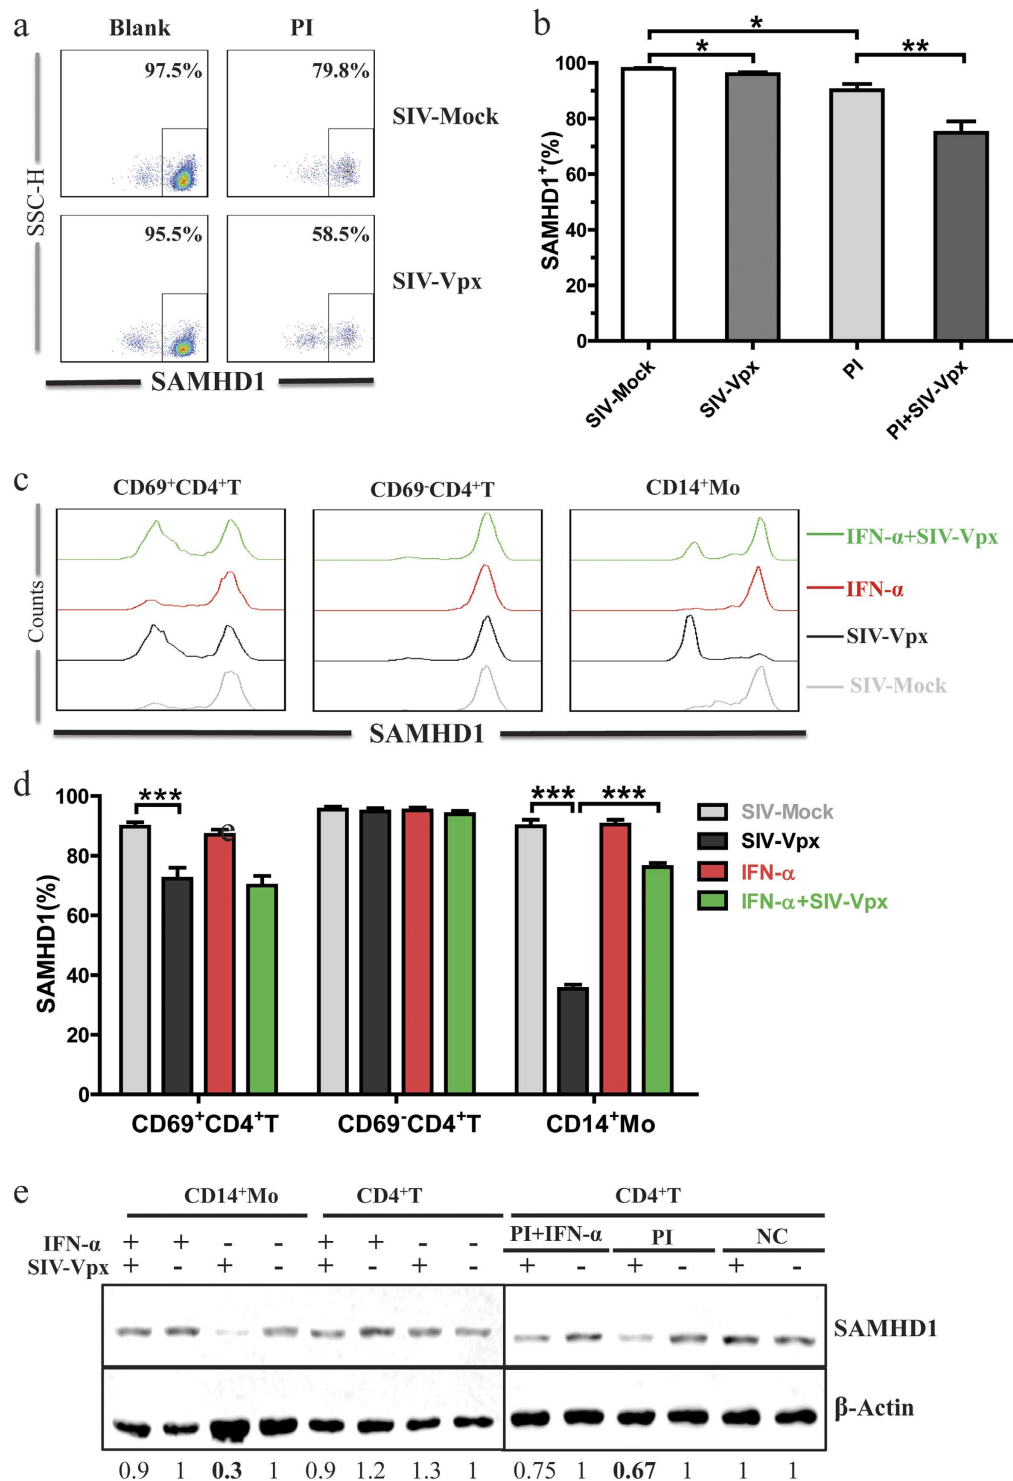 a
Blank PI
97.5% 79.8%
SIV-Mock
95.5% 58.5%
SIV-Vpx
SSC-H
SAMHD1
b
* 
* **
SAMHD1⁺(%)
100
80
60
40
20
0
SIV-Mock SIV-Vpx PI PI+SIV-Vpx
c
CD69⁺CD4⁺T CD69⁻CD4⁺T CD14⁺Mo
Counts
IFN-α+SIV-Vpx
IFN-α
SIV-Vpx
SIV-Mock
SAMHD1
d
*** *** ***
SAMHD1(%)
100
80
60
40
20
0
CD69⁺CD4⁺T CD69⁻CD4⁺T CD14⁺Mo
SIV-Mock
SIV-Vpx
IFN-α
IFN-α+SIV-Vpx
e
CD14⁺Mo CD4⁺T CD4⁺T
PI+IFN-α PI NC
IFN-α + + - - + + - -
SIV-Vpx + - + - + - + - + - + - + -
SAMHD1
β-Actin
0.9 1 0.3 1 0.9 1.2 1.3 1 0.75 1 0.67 1 1 1